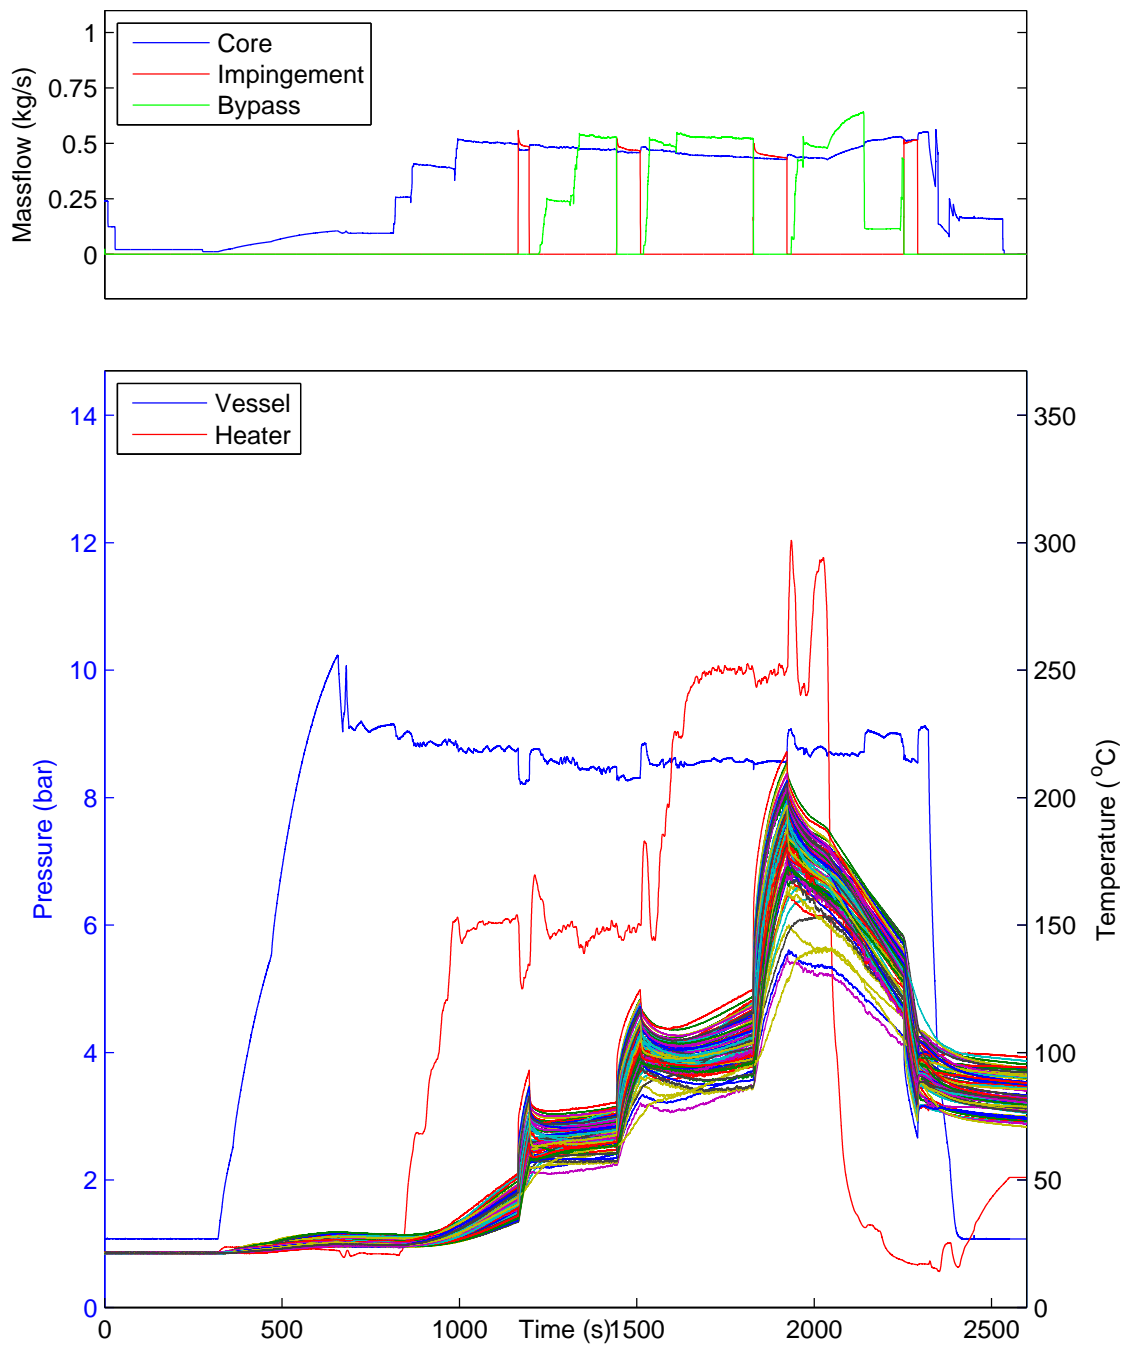 Massflow (kg/s)
1
0.75
0.5
0.25
0
Core
Impingement
Bypass
Pressure (bar)
14
12
10
8
6
4
2
0
Vessel
Heater
350
300
250
200
150
100
50
0
Temperature (°C)
0 500 1000 1500 2000 2500
Time (s)